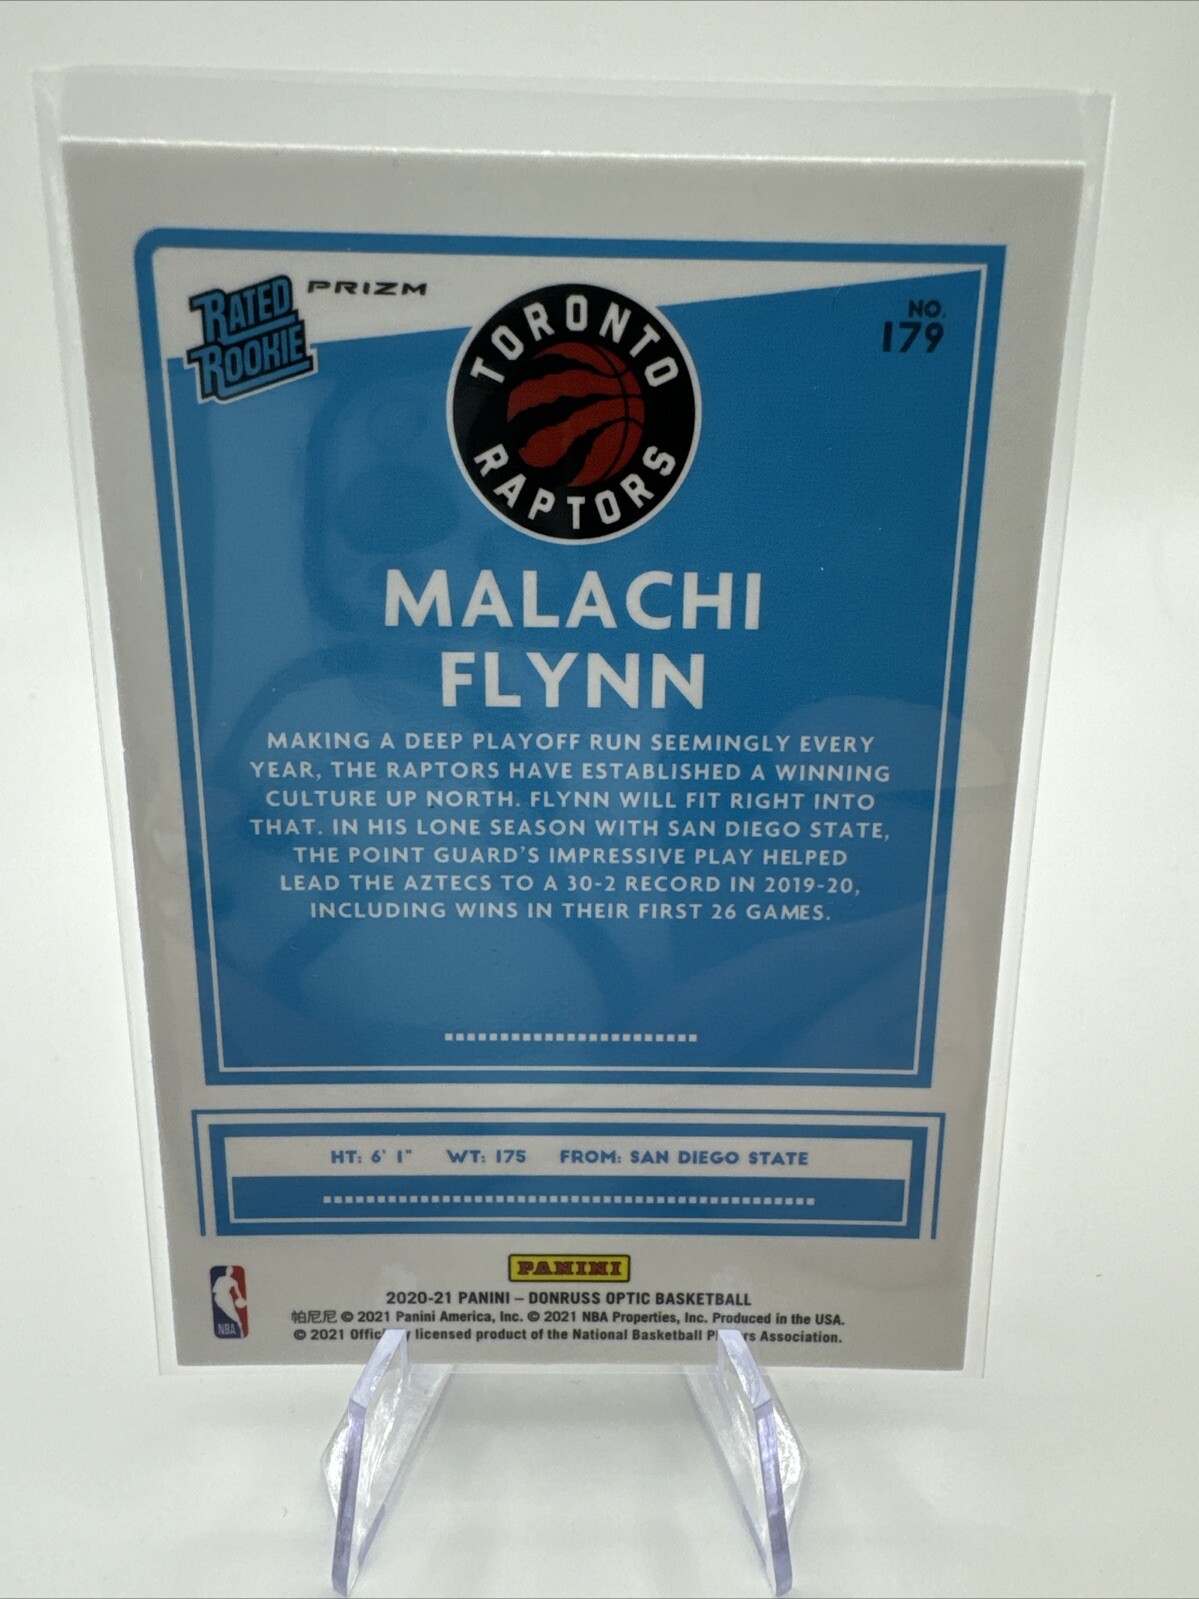 RATED
ROOKIE
PRIZM
TORONTO
RAPTORS
NO.
179
MALACHI
FLYNN
MAKING A DEEP PLAYOFF RUN SEEMINGLY EVERY
YEAR, THE RAPTORS HAVE ESTABLISHED A WINNING
CULTURE UP NORTH. FLYNN WILL FIT RIGHT INTO
THAT. IN HIS LONE SEASON WITH SAN DIEGO STATE,
THE POINT GUARD'S IMPRESSIVE PLAY HELPED
LEAD THE AZTECS TO A 30-2 RECORD IN 2019-20,
INCLUDING WINS IN THEIR FIRST 26 GAMES.
HT: 6' 1" WT: 175 FROM: SAN DIEGO STATE
PANINI
NBA
2020-21 PANINI – DONRUSS OPTIC BASKETBALL
帕尼尼 © 2021 Panini America, Inc. © 2021 NBA Properties, Inc. Produced in the USA.
© 2021 licensed product of the National Basketball Association.